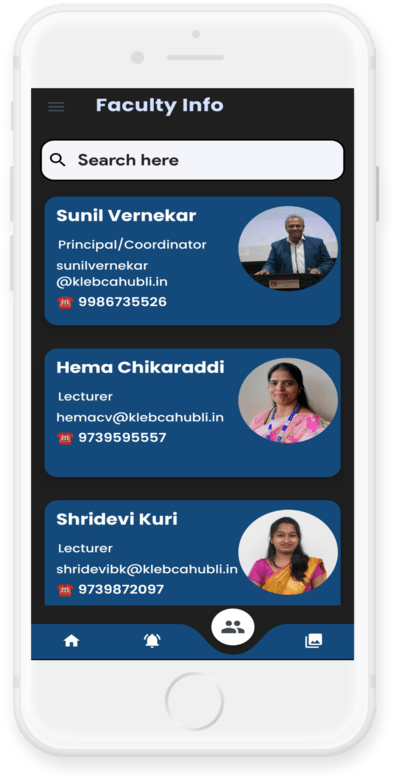 Faculty Info
Search here
Sunil Vernekar
Principal/Coordinator
sunilvernekar
@klebcahubli.in
☎️ 9986735526
Hema Chikaraddi
Lecturer
hemacv@klebcahubli.in
☎️ 9739595557
Shridevi Kuri
Lecturer
shridevibk@klebcahubli.in
☎️ 9739872097